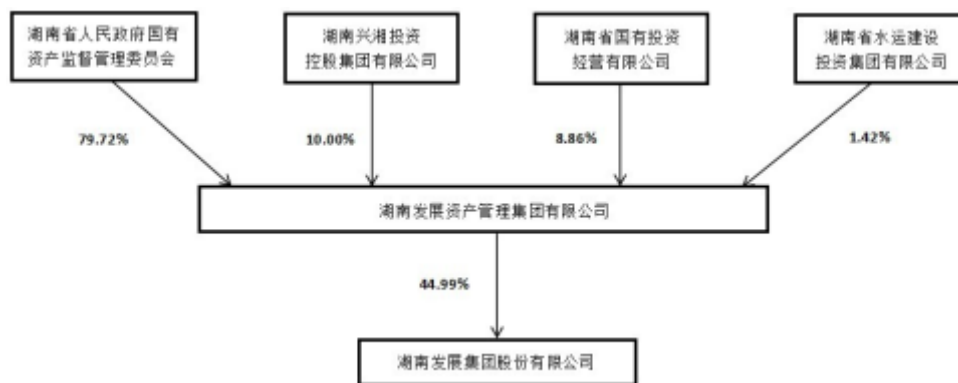 湖南省人民政府国有
资产监督管理委员会
湖南兴湘投资
控股集团有限公司
湖南省国有投资
经营有限公司
湖南省水运建设
投资集团有限公司
79.72%
10.00%
8.86%
1.42%
湖南发展资产管理集团有限公司
44.99%
湖南发展集团股份有限公司